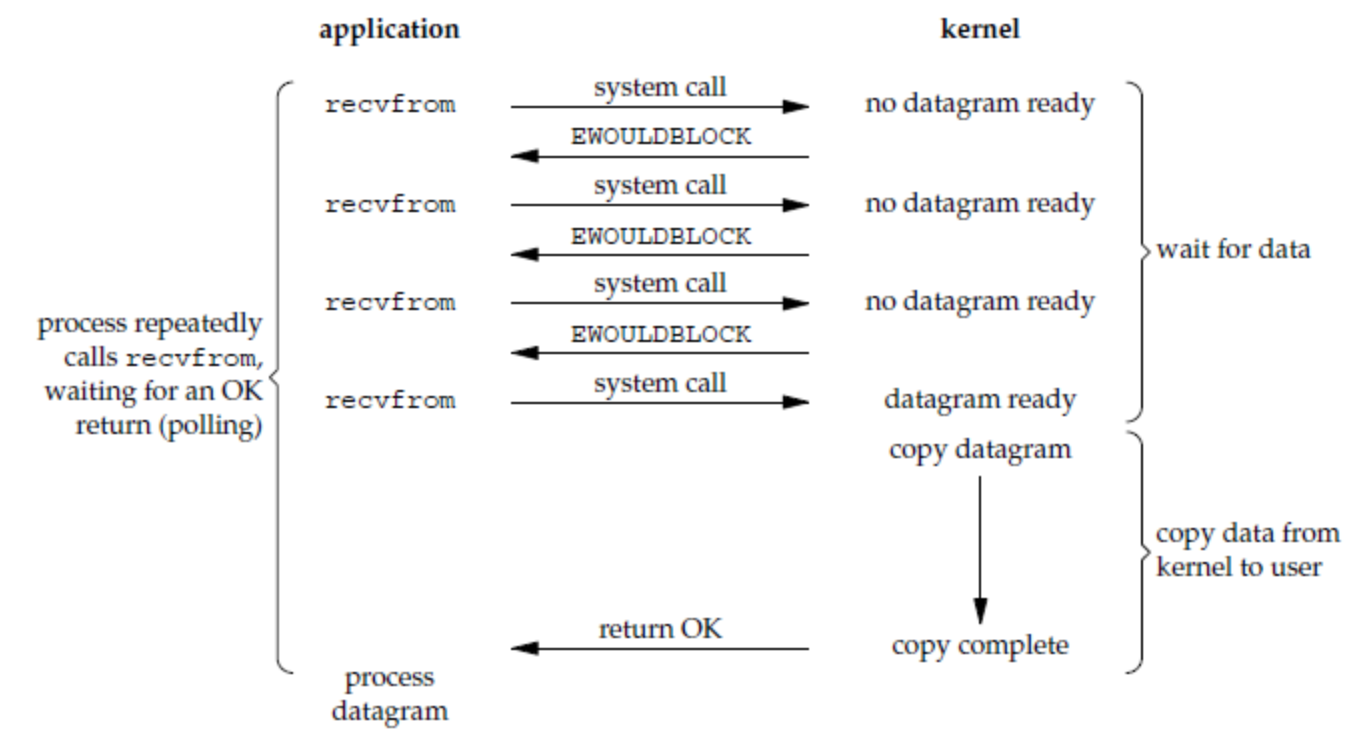 application
kernel
recvfrom
system call
no datagram ready
EWOULDBLOCK
recvfrom
system call
no datagram ready
EWOULDBLOCK
recvfrom
system call
no datagram ready
EWOULDBLOCK
recvfrom
system call
datagram ready
wait for data
process repeatedly
calls recvfrom,
waiting for an OK
return (polling)
copy datagram
copy data from
kernel to user
return OK
copy complete
process
datagram